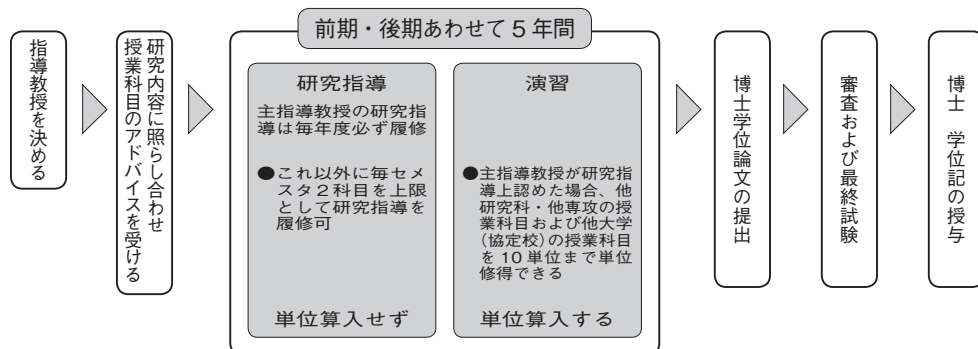 指導教授を決める
研究内容に照らし合わせ
授業科目のアドバイスを受ける
前期・後期あわせて5年間
研究指導
主指導教授の研究指
導は毎年度必ず履修
●これ以外に毎セメ
スタ2科目を上限
として研究指導を
履修可
単位算入せず
演習
●主指導教授が研究指
導上認めた場合、他
研究科・他専攻の授
業科目および他大学
（協定校）の授業科目
を10単位まで単位
修得できる
単位算入する
博士学位論文の提出
審査および最終試験
博士　学位記の授与